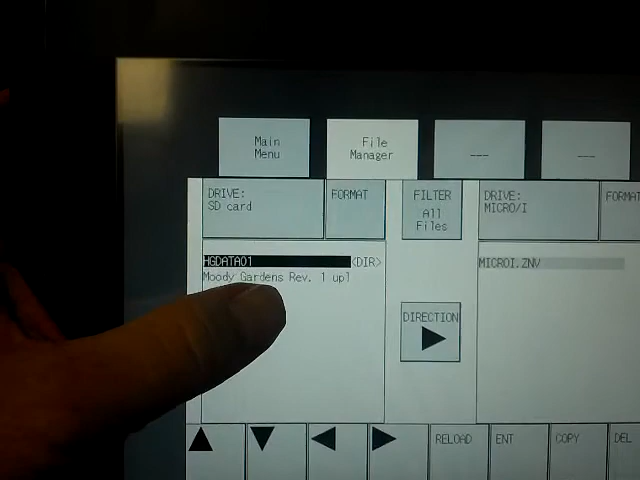 Main
Menu
File
Manager
---
---
DRIVE:
SD card
FORMAT
FILTER
All
Files
DRIVE:
MICRO/I
FORMAT
HGDATA01 <DIR>
Moody Gardens Rev. 1 upl
MICROI.ZNV
DIRECTION
RELOAD
ENT
COPY
DEL